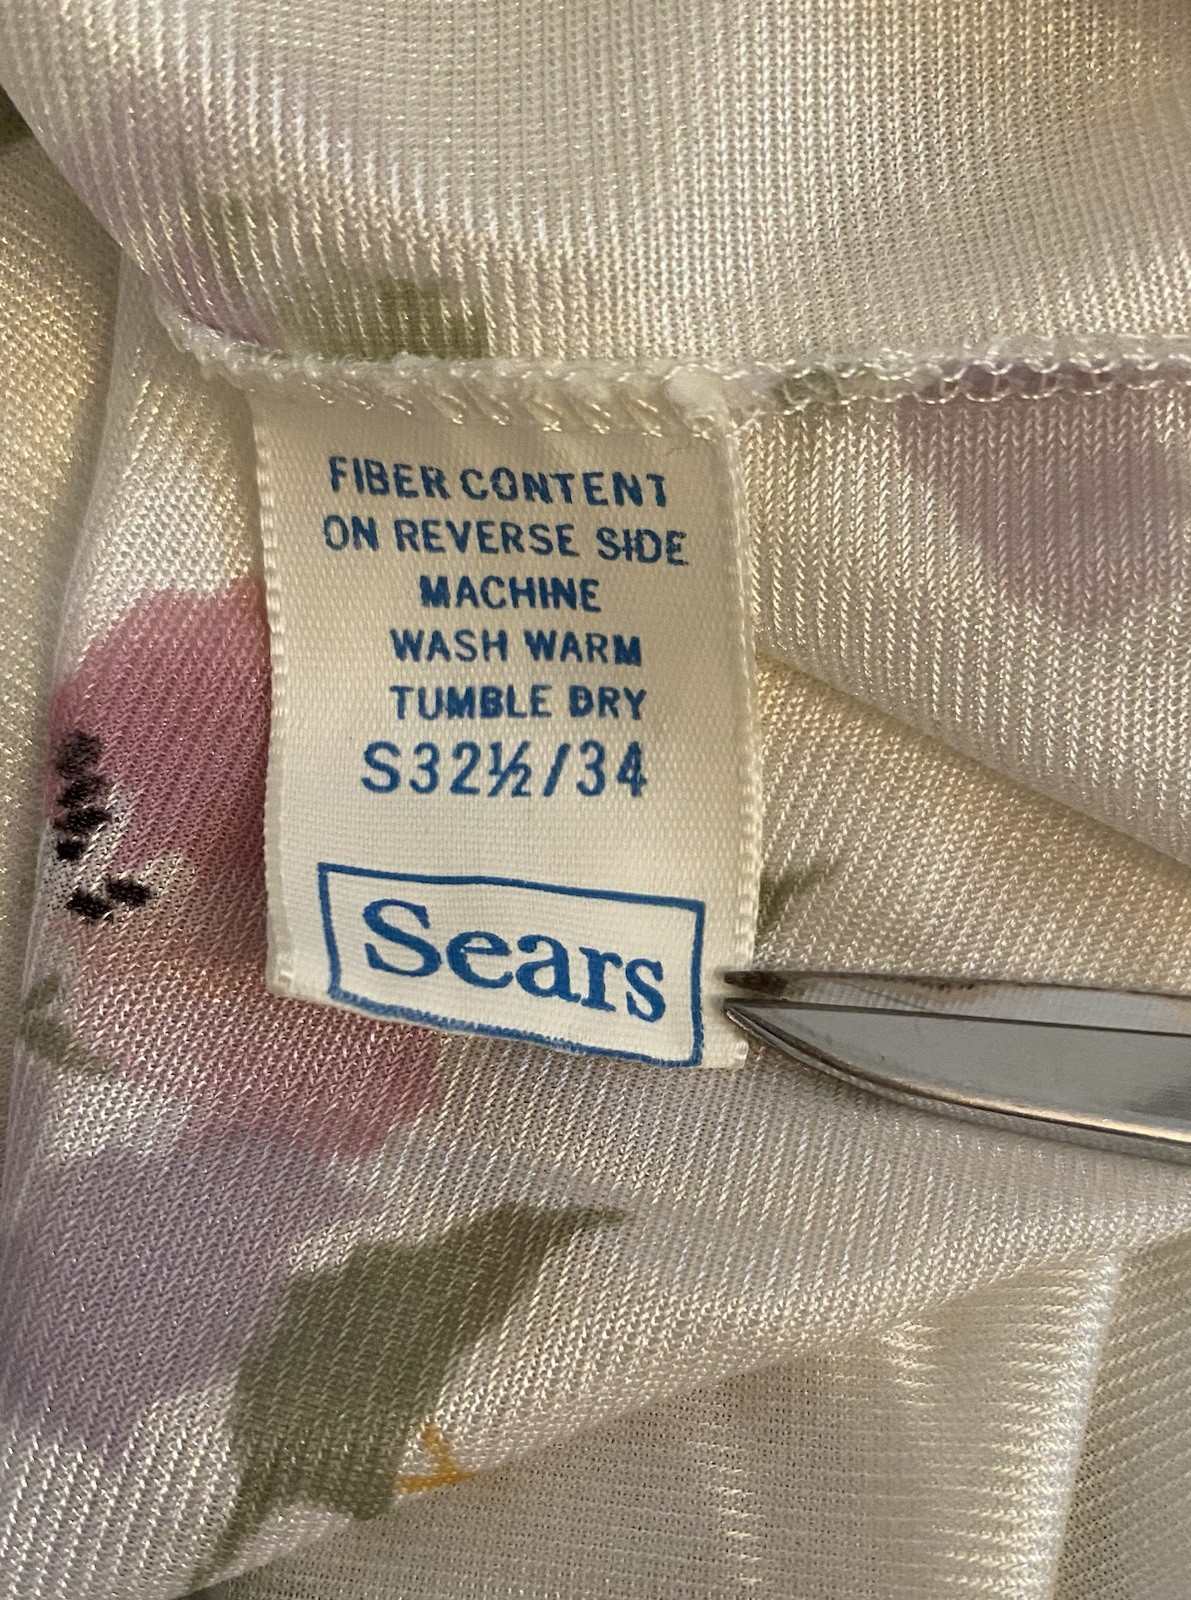 FIBER CONTENT
ON REVERSE SIDE
MACHINE
WASH WARM
TUMBLE DRY
S32½/34
Sears